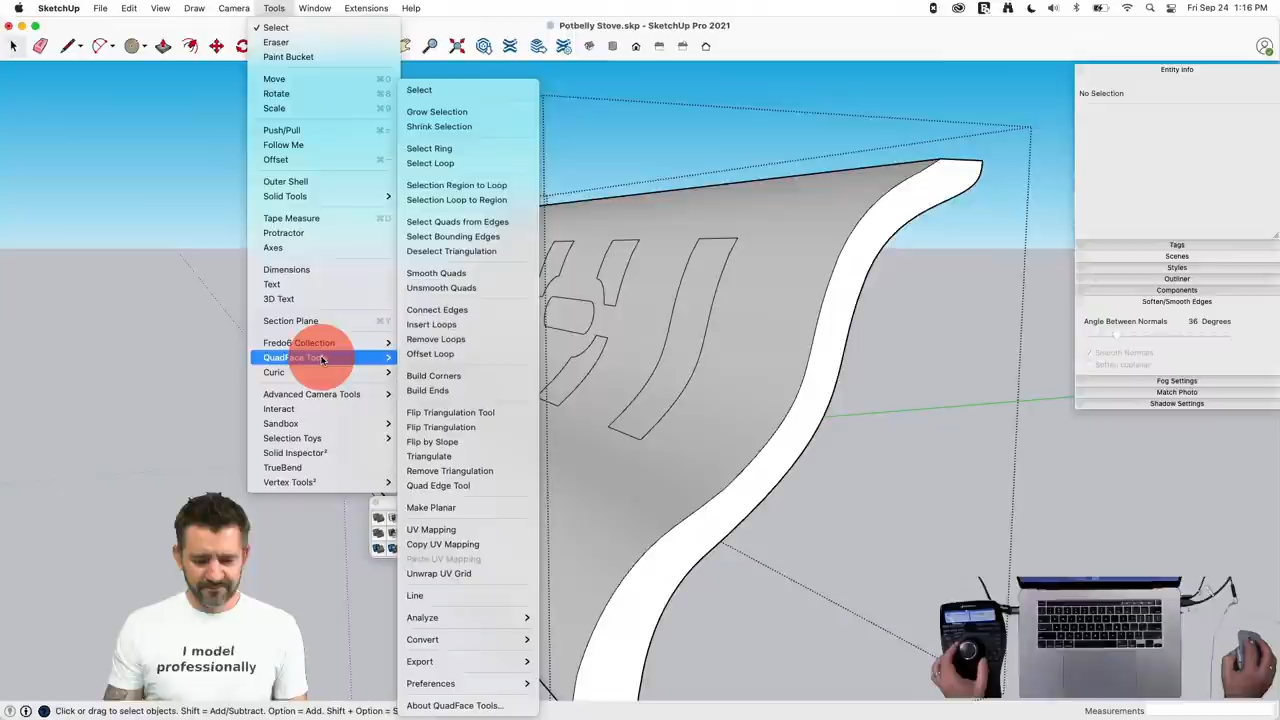 SketchUp File Edit View Draw Camera Tools Window Extensions Help Fri Sep 24 1:16 PM
Potbelly Stove.skp - SketchUp Pro 2021
Select
Eraser
Paint Bucket
Move
Rotate
Scale
Push/Pull
Follow Me
Offset
Outer Shell
Solid Tools
Tape Measure
Protractor
Axes
Dimensions
Text
3D Text
Section Plane
Fredo6 Collection
QuadFace Tools
Curic
Advanced Camera Tools
Interact
Sandbox
Selection Toys
Solid Inspector²
TrueBend
Vertex Tools²
Select
Grow Selection
Shrink Selection
Select Ring
Select Loop
Selection Region to Loop
Selection Loop to Region
Select Quads from Edges
Select Bounding Edges
Deselect Triangulation
Smooth Quads
Unsmooth Quads
Connect Edges
Insert Loops
Remove Loops
Offset Loop
Build Corners
Build Ends
Flip Triangulation Tool
Flip Triangulation
Flip by Slope
Triangulate
Remove Triangulation
Quad Edge Tool
Make Planar
UV Mapping
Copy UV Mapping
Paste UV Mapping
Unwrap UV Grid
Line
Analyze
Convert
Export
Preferences
About QuadFace Tools...
Entity Info
No Selection
Tags
Scenes
Styles
Outliner
Components
Soften/Smooth Edges
Angle Between Normals 36 Degrees
Smooth Normals
Soften coplanar
Fog Settings
Match Photo
Shadow Settings
I model
professionally
Click or drag to select objects. Shift = Add/Subtract. Option = Add. Shift + Option = S
Measurements